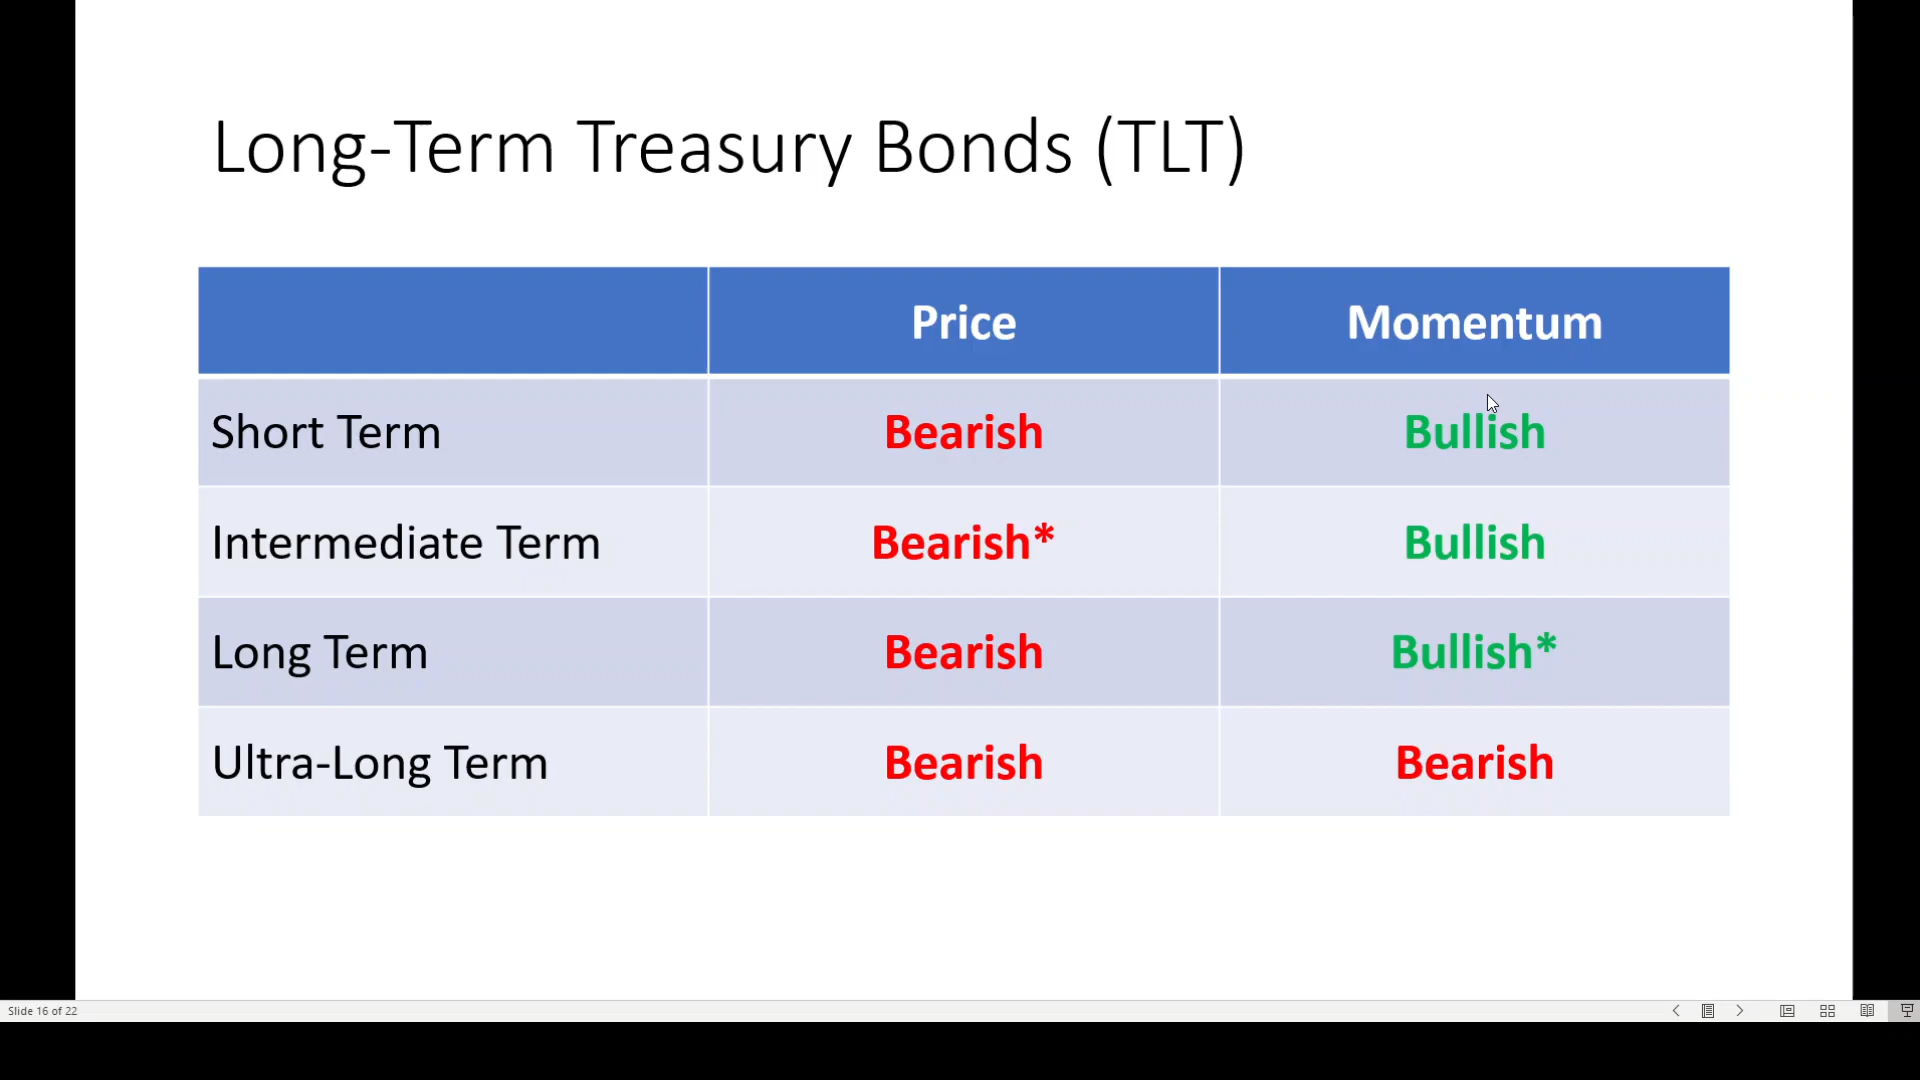 Long-Term Treasury Bonds (TLT)
Price Momentum
Short Term Bearish Bullish
Intermediate Term Bearish* Bullish
Long Term Bearish Bullish*
Ultra-Long Term Bearish Bearish
Slide 16 of 22